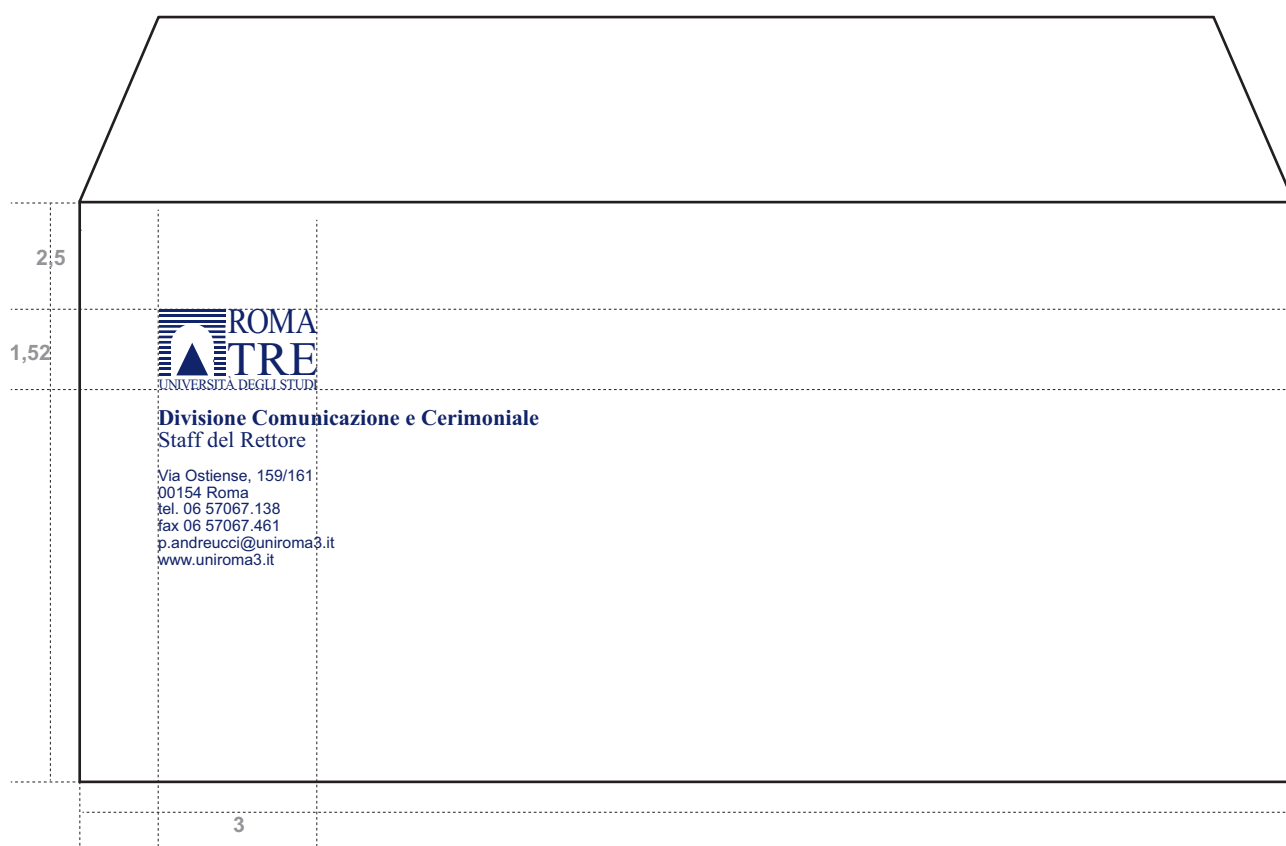 2,5
ROMA
1,52
TRE
UNIVERSITÀ DEGLI STUDI
Divisione Comunicazione e Cerimoniale
Staff del Rettore
Via Ostiense, 159/161
00154 Roma
tel. 06 57067.138
fax 06 57067.461
p.andreucci@uniroma3.it
www.uniroma3.it
3